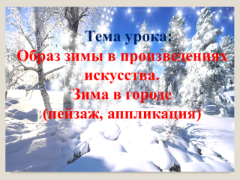 Тема урока:
Образ зимы в произведениях
искусства.
Зима в городе
(пейзаж, аппликация)